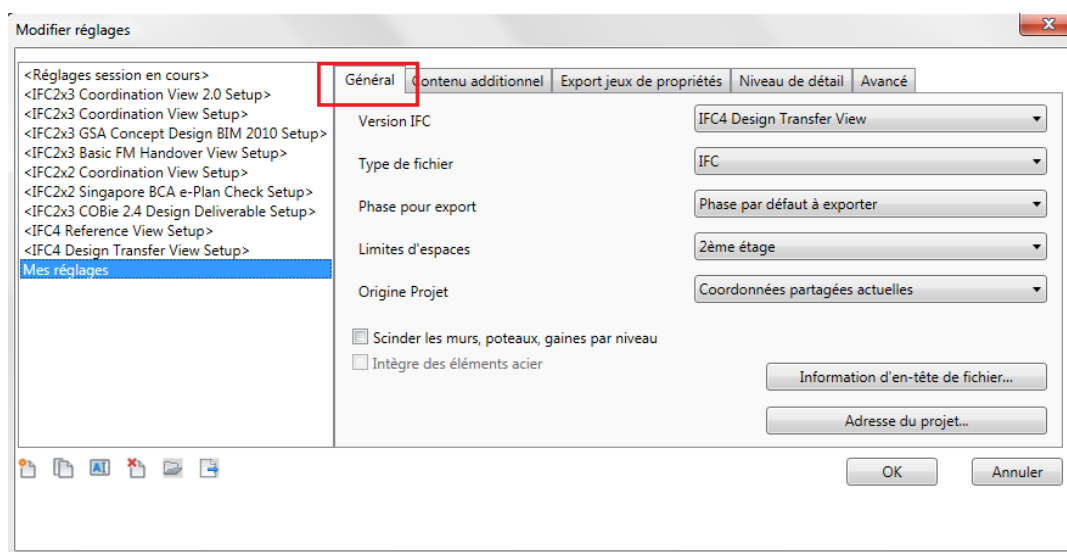 Modifier réglages
<Réglages session en cours>
<IFC2x3 Coordination View 2.0 Setup>
<IFC2x3 Coordination View Setup>
<IFC2x3 GSA Concept Design BIM 2010 Setup>
<IFC2x3 Basic FM Handover View Setup>
<IFC2x2 Coordination View Setup>
<IFC2x2 Singapore BCA e-Plan Check Setup>
<IFC2x3 COBie 2.4 Design Deliverable Setup>
<IFC4 Reference View Setup>
<IFC4 Design Transfer View Setup>
Mes réglages
Général Contenu additionnel Export jeux de propriétés Niveau de détail Avancé
Version IFC IFC4 Design Transfer View
Type de fichier IFC
Phase pour export Phase par défaut à exporter
Limites d'espaces 2ème étage
Origine Projet Coordonnées partagées actuelles
Scinder les murs, poteaux, gaines par niveau
Intègre des éléments acier
Information d'en-tête de fichier...
Adresse du projet...
OK Annuler